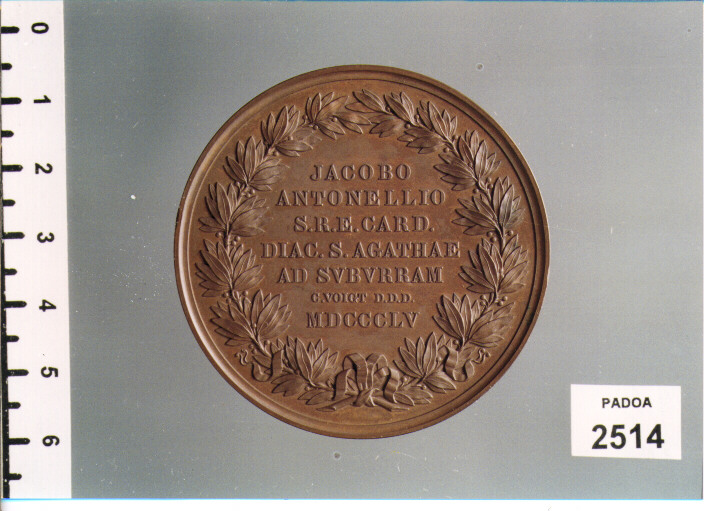 0
1
2
3
4
5
6
JACOBO
ANTONELLIO
S.R.E.CARD.
DIAC. S. AGATHAE
AD SVBVRRAM
C.VOIGT D.D.D.
MDCCCLV
PADOA
2514